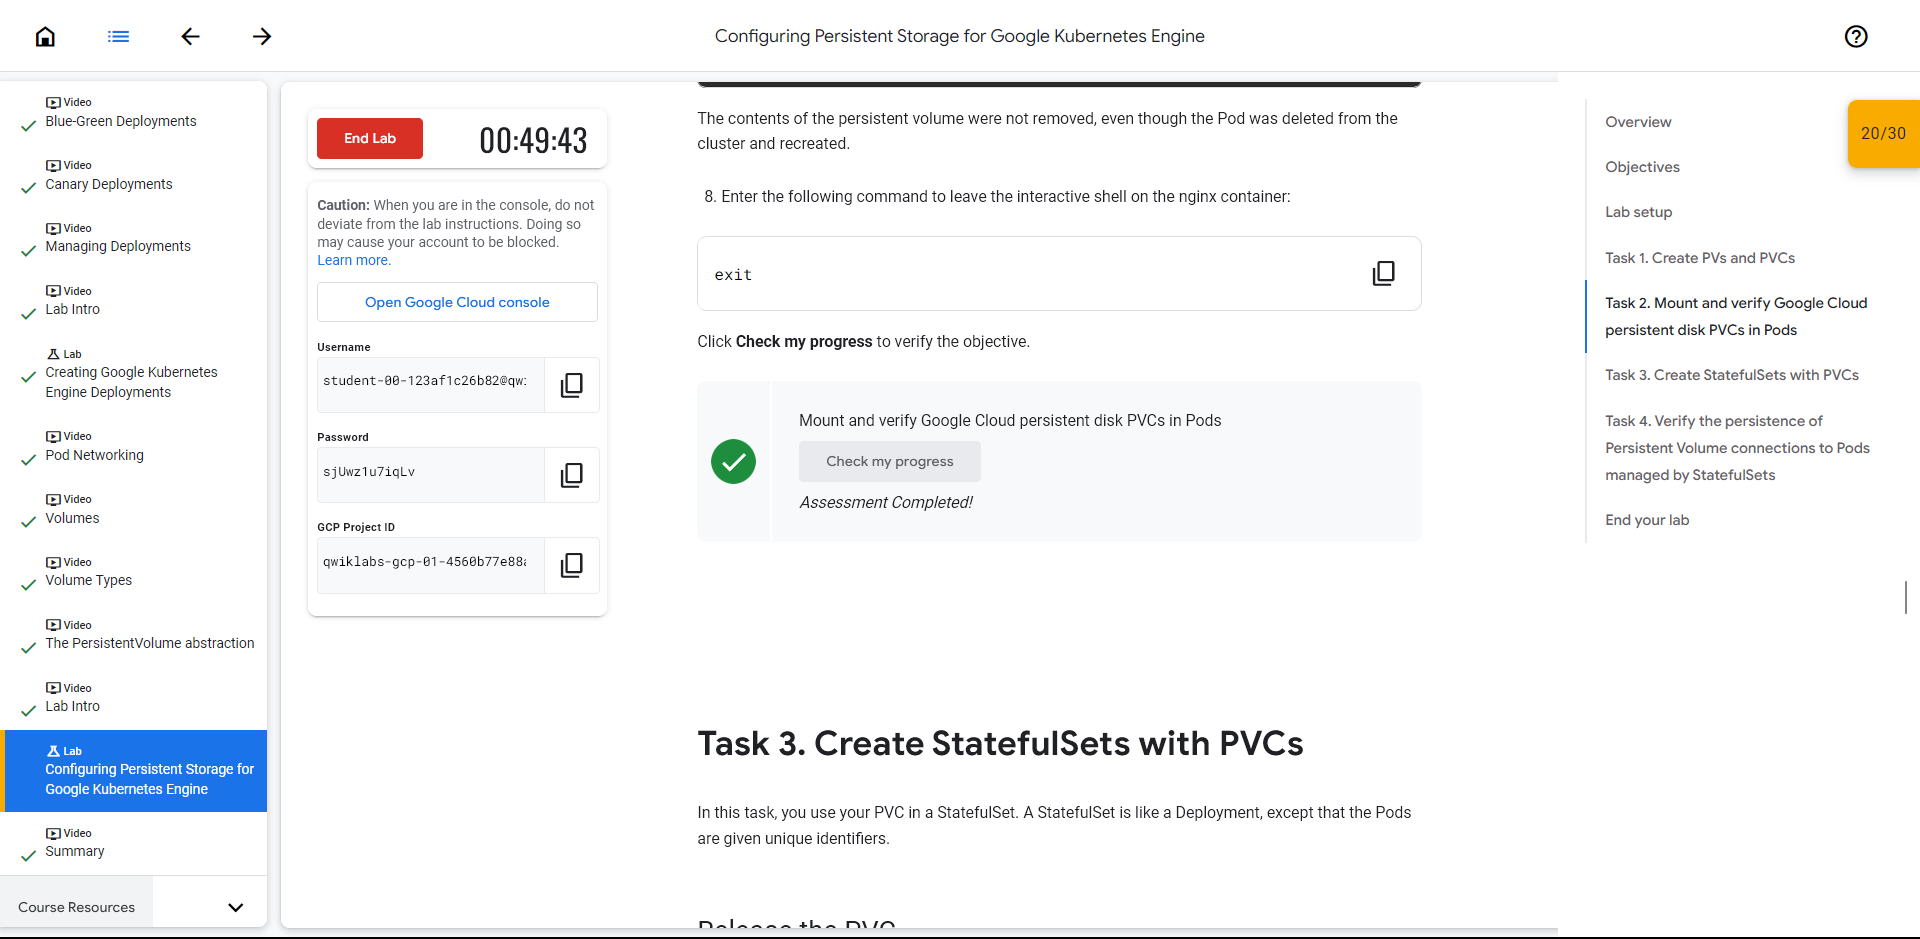 Configuring Persistent Storage for Google Kubernetes Engine
Video
Blue-Green Deployments
Video
Canary Deployments
Video
Managing Deployments
Video
Lab Intro
Lab
Creating Google Kubernetes
Engine Deployments
Video
Pod Networking
Video
Volumes
Video
Volume Types
Video
The PersistentVolume abstraction
Video
Lab Intro
Lab
Configuring Persistent Storage for
Google Kubernetes Engine
Video
Summary
Course Resources
End Lab
00:49:43
Caution: When you are in the console, do not
deviate from the lab instructions. Doing so
may cause your account to be blocked.
Learn more.
Open Google Cloud console
Username
student-00-123af1c26b82@qw
Password
sjUwz1u7iqLv
GCP Project ID
qwiklabs-gcp-01-4560b77e88
The contents of the persistent volume were not removed, even though the Pod was deleted from the
cluster and recreated.
8. Enter the following command to leave the interactive shell on the nginx container:
exit
Click Check my progress to verify the objective.
Mount and verify Google Cloud persistent disk PVCs in Pods
Check my progress
Assessment Completed!
Task 3. Create StatefulSets with PVCs
In this task, you use your PVC in a StatefulSet. A StatefulSet is like a Deployment, except that the Pods
are given unique identifiers.
Release the PVC
Overview
Objectives
Lab setup
Task 1. Create PVs and PVCs
Task 2. Mount and verify Google Cloud
persistent disk PVCs in Pods
Task 3. Create StatefulSets with PVCs
Task 4. Verify the persistence of
Persistent Volume connections to Pods
managed by StatefulSets
End your lab
20/30